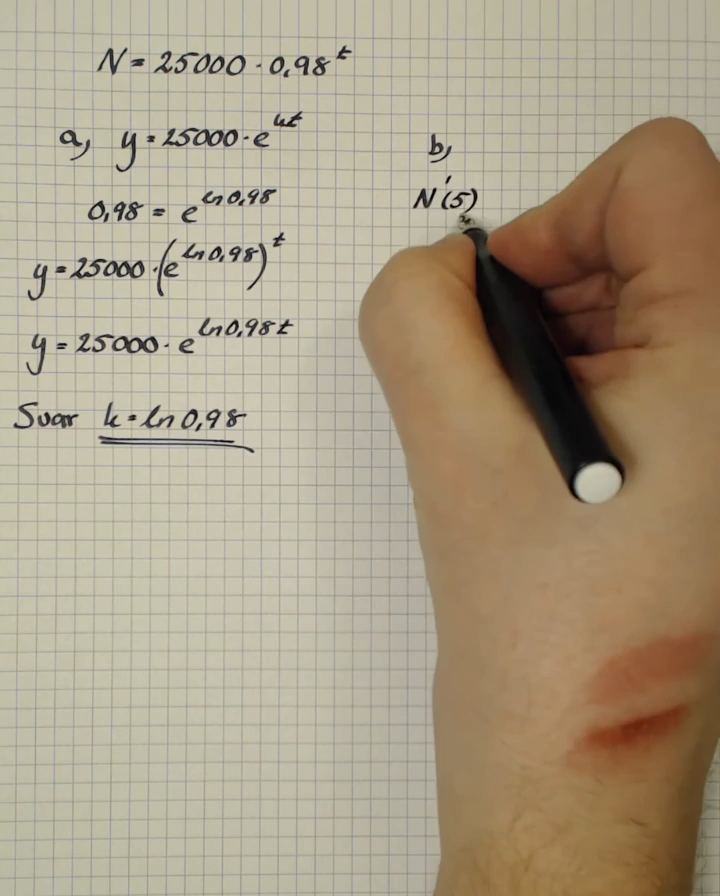 N = 25000 · 0,98^t
a, y = 25000 · e^kt
0,98 = e^ln 0,98
y = 25000 · (e^ln 0,98)^t
y = 25000 · e^ln 0,98 t
Svar k = ln 0,98
b,
N'(5)